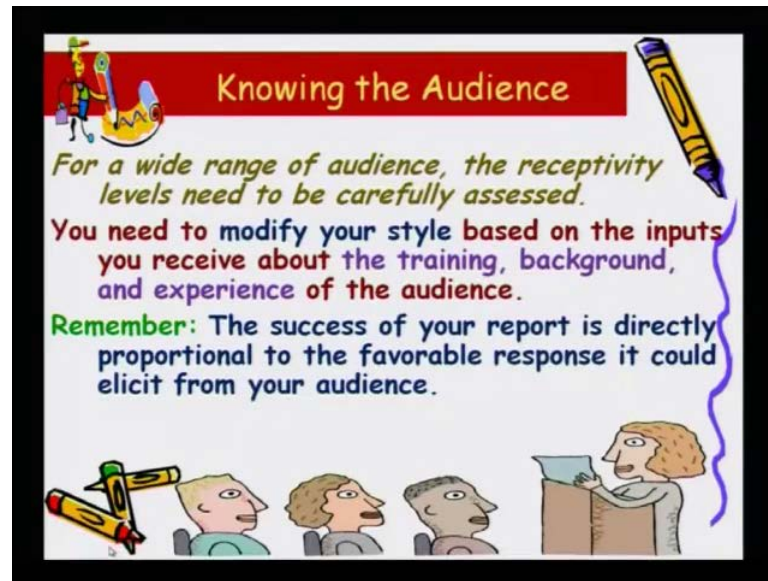 Knowing the Audience
For a wide range of audience, the receptivity
levels need to be carefully assessed.
You need to modify your style based on the inputs
you receive about the training, background,
and experience of the audience.
Remember: The success of your report is directly
proportional to the favorable response it could
elicit from your audience.